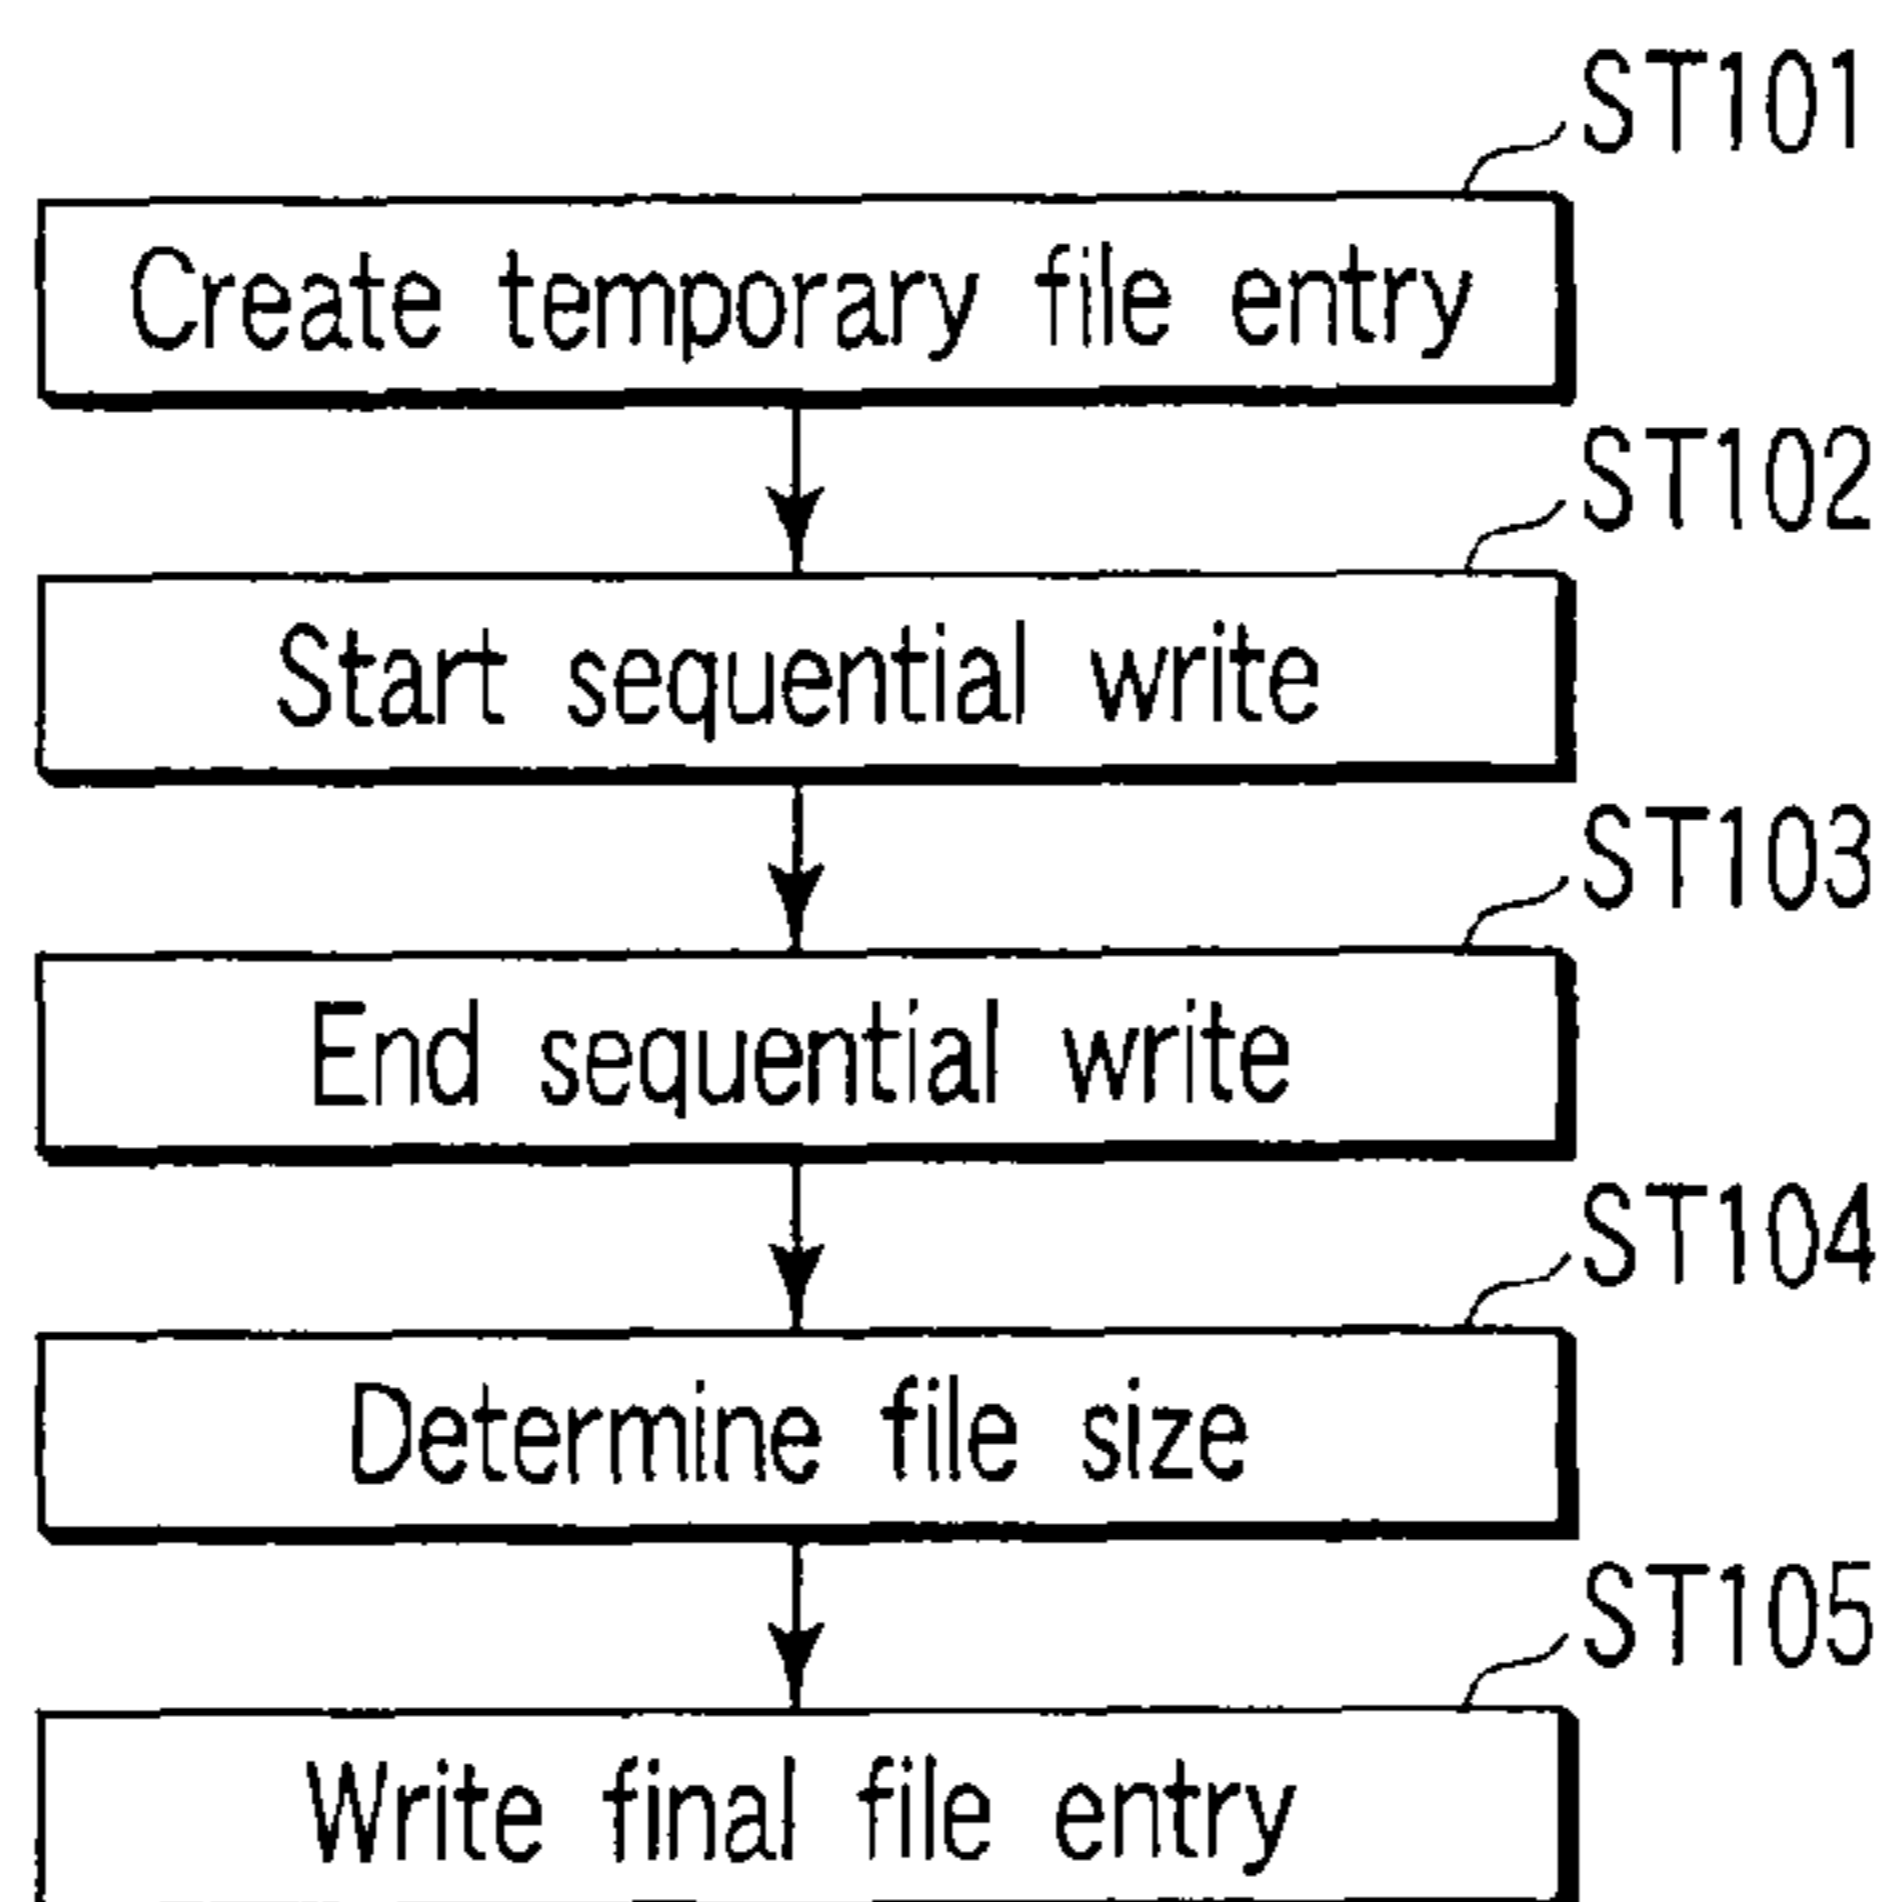 ST101
Create temporary file entry
ST102
Start sequential write
ST103
End sequential write
ST104
Determine file size
ST105
Write final file entry